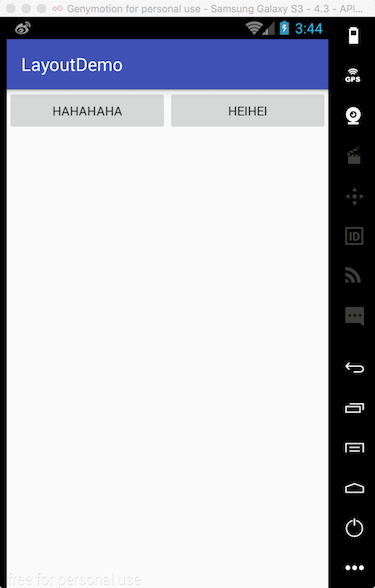 Genymotion for personal use - Samsung Galaxy S3 - 4.3 - API...
3:44
LayoutDemo
GPS
HAHAHAHA
HEIHEI
ID
free for personal use